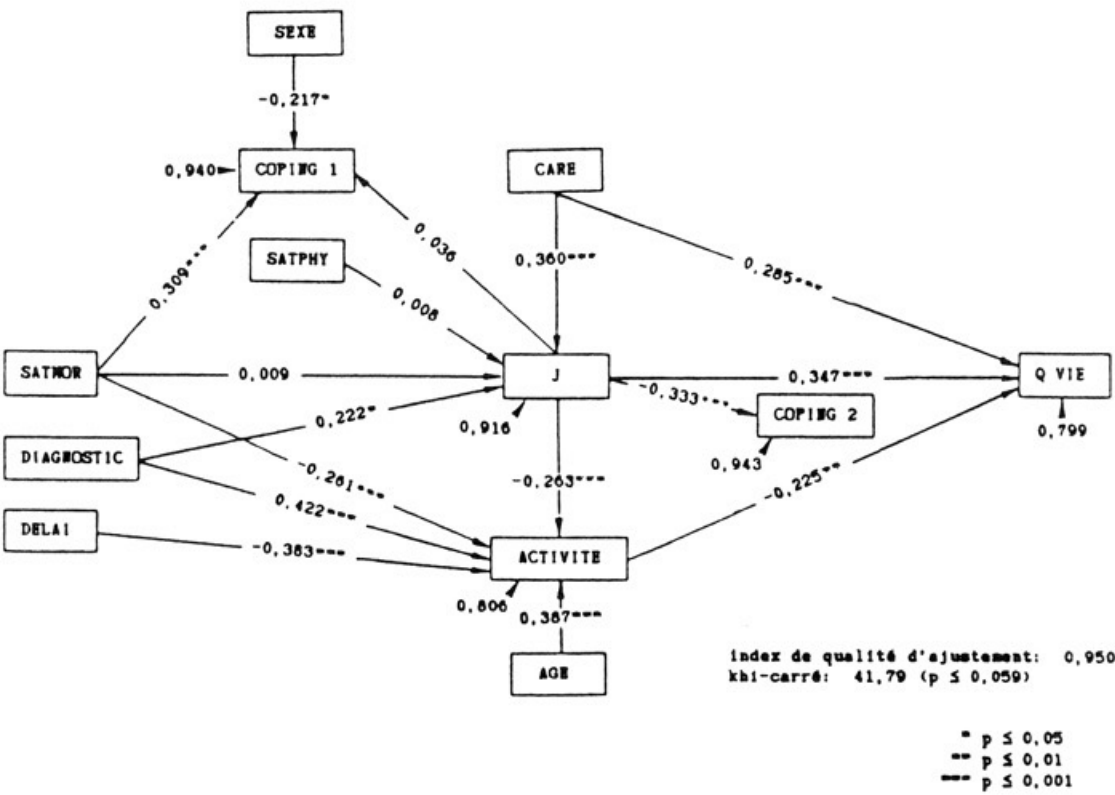 SEXE
-0,217*
0,940
COPING 1
CARE
0,036
SATPHY
0,360***
0,309***
0,008
0,285***
SATMOR
0,009
J
0,347***
Q VIE
-0,333***
0,222*
COPING 2
0,916
0,799
DIAGNOSTIC
0,943
-0,261***
-0,263***
-0,225**
0,422***
DELAI
-0,383***
ACTIVITE
0,806
0,387***
AGE
index de qualité d'ajustement: 0,950
khi-carré: 41,79 (p ≤ 0,059)
* p ≤ 0,05
** p ≤ 0,01
*** p ≤ 0,001